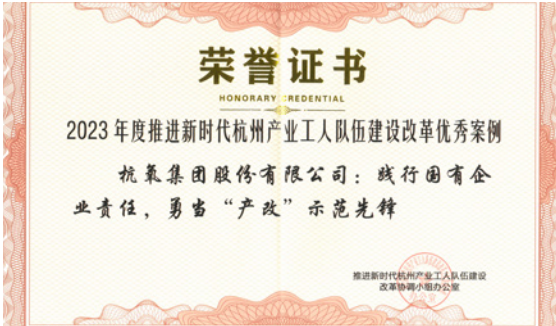 荣誉证书
HONORARY CREDENTIAL
2023年度推进新时代杭州产业工人队伍建设改革优秀案例
杭氧集团股份有限公司：践行国有企
业责任，勇当“产改”示范先锋
推进新时代杭州产业工人队伍建设
改革协调小组办公室